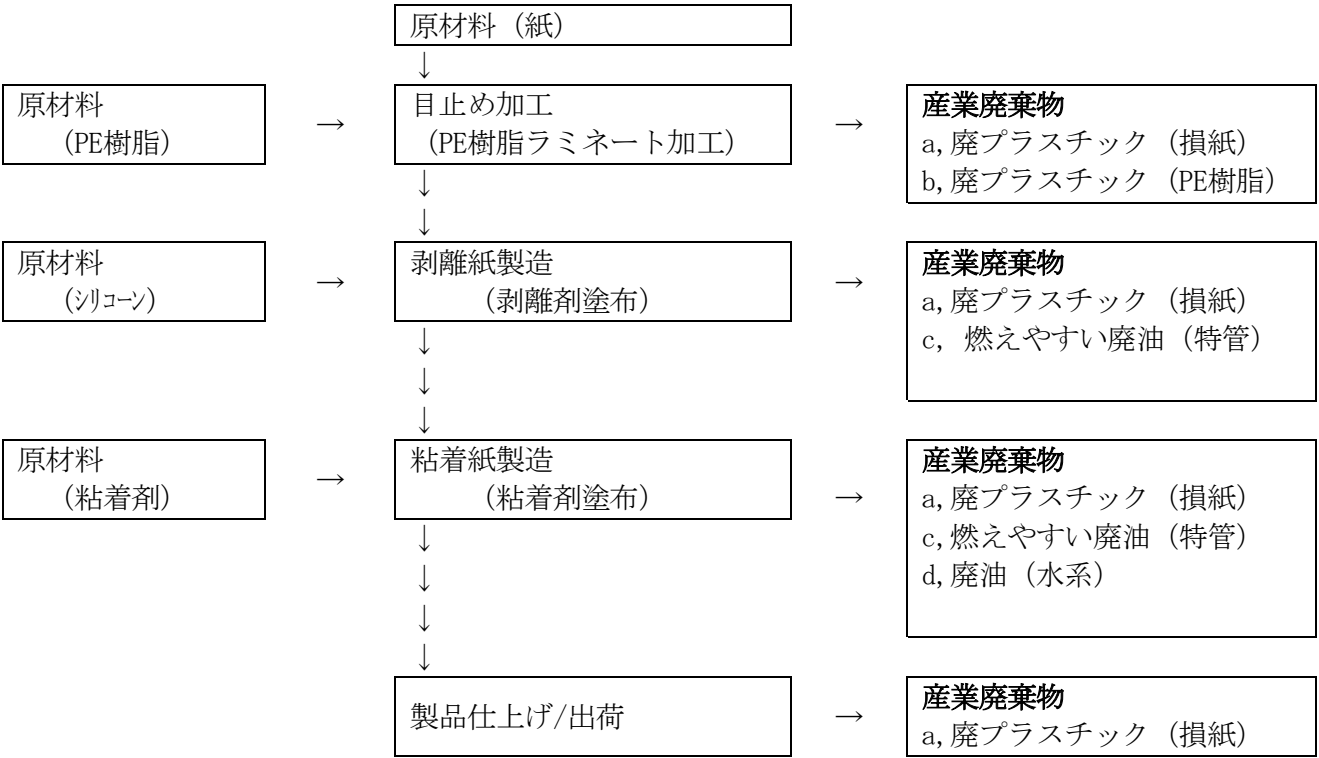 原材料（紙）
↓
原材料
（PE樹脂）
→
目止め加工
（PE樹脂ラミネート加工）
→
産業廃棄物
a,廃プラスチック（損紙）
b,廃プラスチック（PE樹脂）
↓
↓
原材料
（ｼﾘｺｰﾝ）
→
剥離紙製造
（剥離剤塗布）
→
産業廃棄物
a,廃プラスチック（損紙）
c, 燃えやすい廃油（特管）
↓
↓
↓
原材料
（粘着剤）
→
粘着紙製造
（粘着剤塗布）
→
産業廃棄物
a,廃プラスチック（損紙）
c,燃えやすい廃油（特管）
d,廃油（水系）
↓
↓
↓
↓
製品仕上げ/出荷
→
産業廃棄物
a,廃プラスチック（損紙）